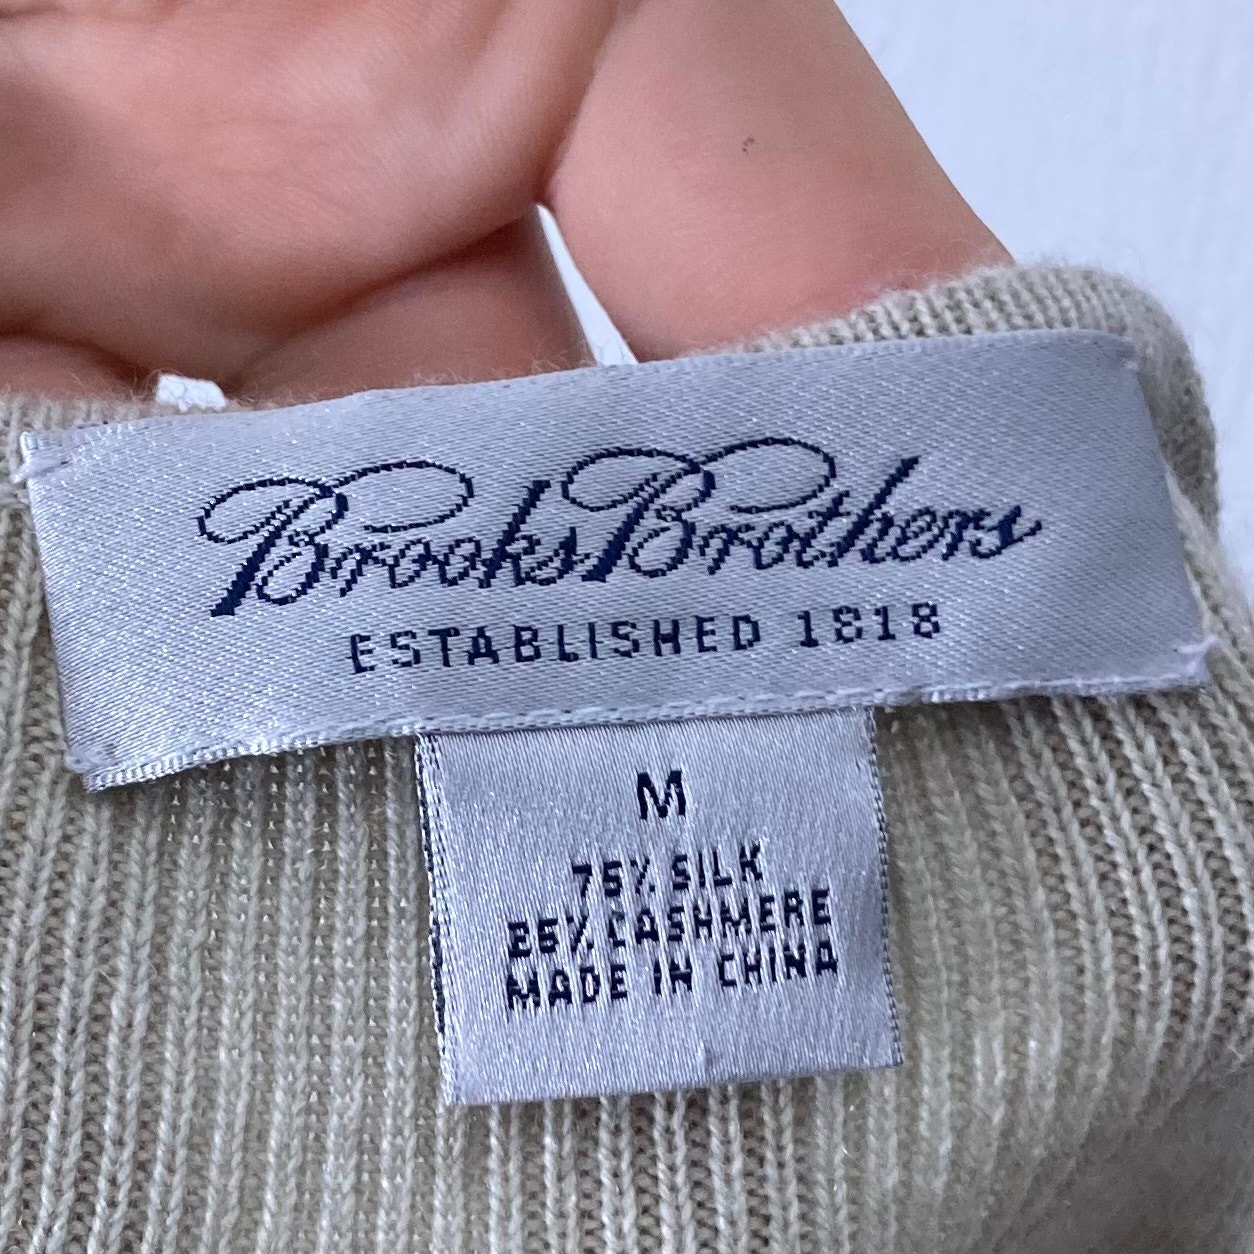 Brooks Brothers
ESTABLISHED 1818
M
75% SILK
25% CASHMERE
MADE IN CHINA